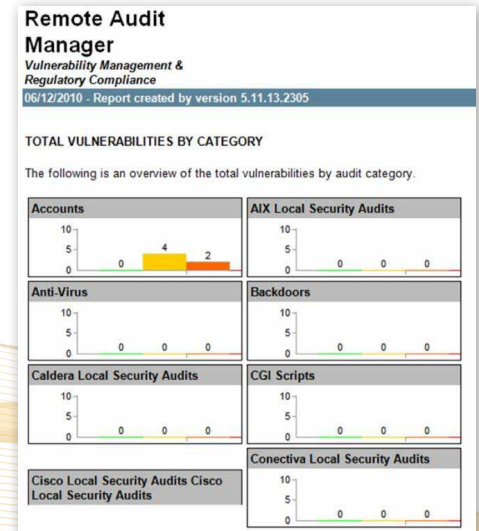 Remote Audit
Manager
Vulnerability Management &
Regulatory Compliance
06/12/2010 - Report created by version 5.11.13.2305
TOTAL VULNERABILITIES BY CATEGORY
The following is an overview of the total vulnerabilities by audit category.
Accounts
10
5
0
0 4 2
AIX Local Security Audits
10
5
0
0 0 0
Anti-Virus
10
5
0
0 0 0
Backdoors
10
5
0
0 0 0
Caldera Local Security Audits
10
5
0
0 0 0
CGI Scripts
10
5
0
0 0 0
Cisco Local Security Audits Cisco
Local Security Audits
Conectiva Local Security Audits
10
5
0
0 0 0